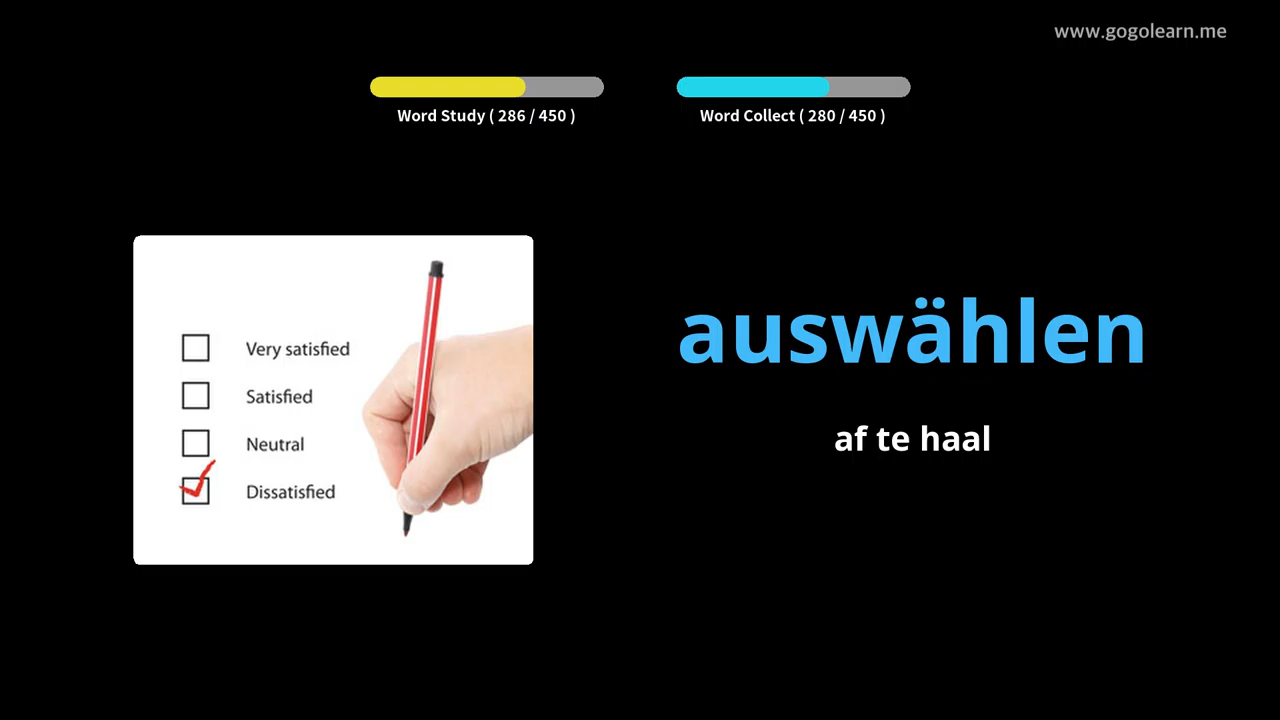 www.gogolearn.me
Word Study ( 286 / 450 )
Word Collect ( 280 / 450 )
Very satisfied
Satisfied
Neutral
Dissatisfied
auswählen
af te haal